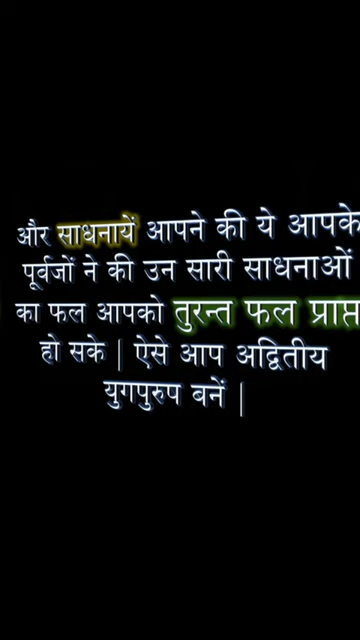 और साधनायें आपने की ये आपके
पूर्वजों ने की उन सारी साधनाओं
का फल आपको तुरन्त फल प्राप्त
हो सके | ऐसे आप अद्वितीय
युगपुरुप बनें |